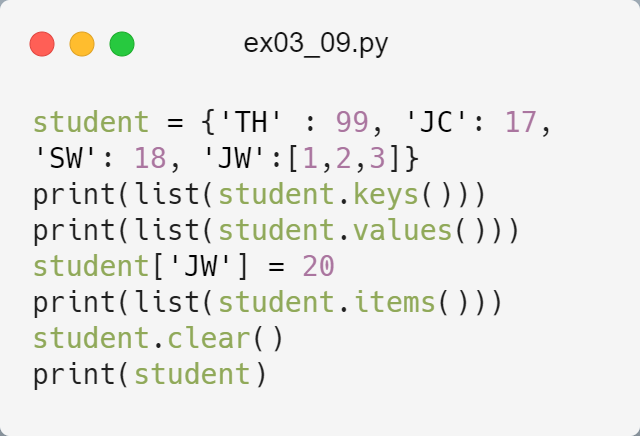 ex03_09.py
student = {'TH' : 99, 'JC': 17,
'SW': 18, 'JW':[1,2,3]}
print(list(student.keys()))
print(list(student.values()))
student['JW'] = 20
print(list(student.items()))
student.clear()
print(student)